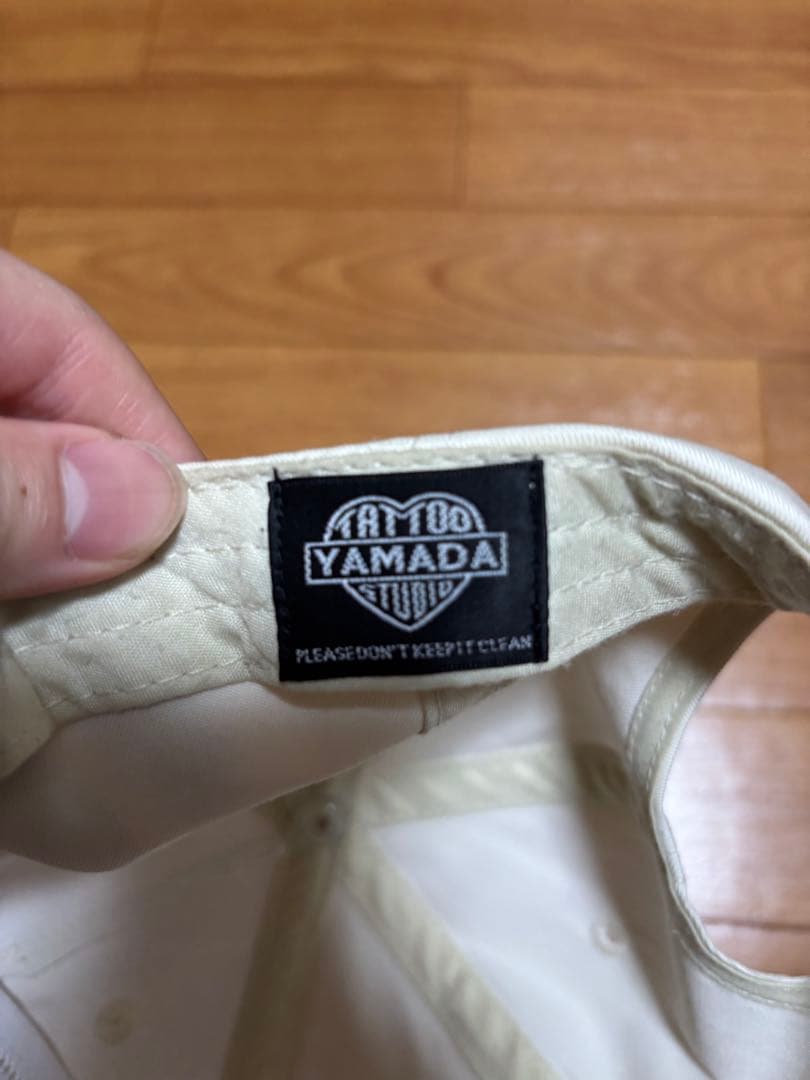 TATTOO
YAMADA
STUDIO
PLEASE DON'T KEEP IT CLEAN